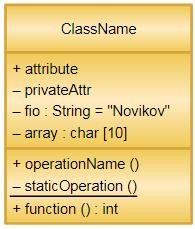 ClassName
+ attribute
– privateAttr
– fio : String = "Novikov"
– array : char [10]
+ operationName ()
– staticOperation ()
+ function () : int